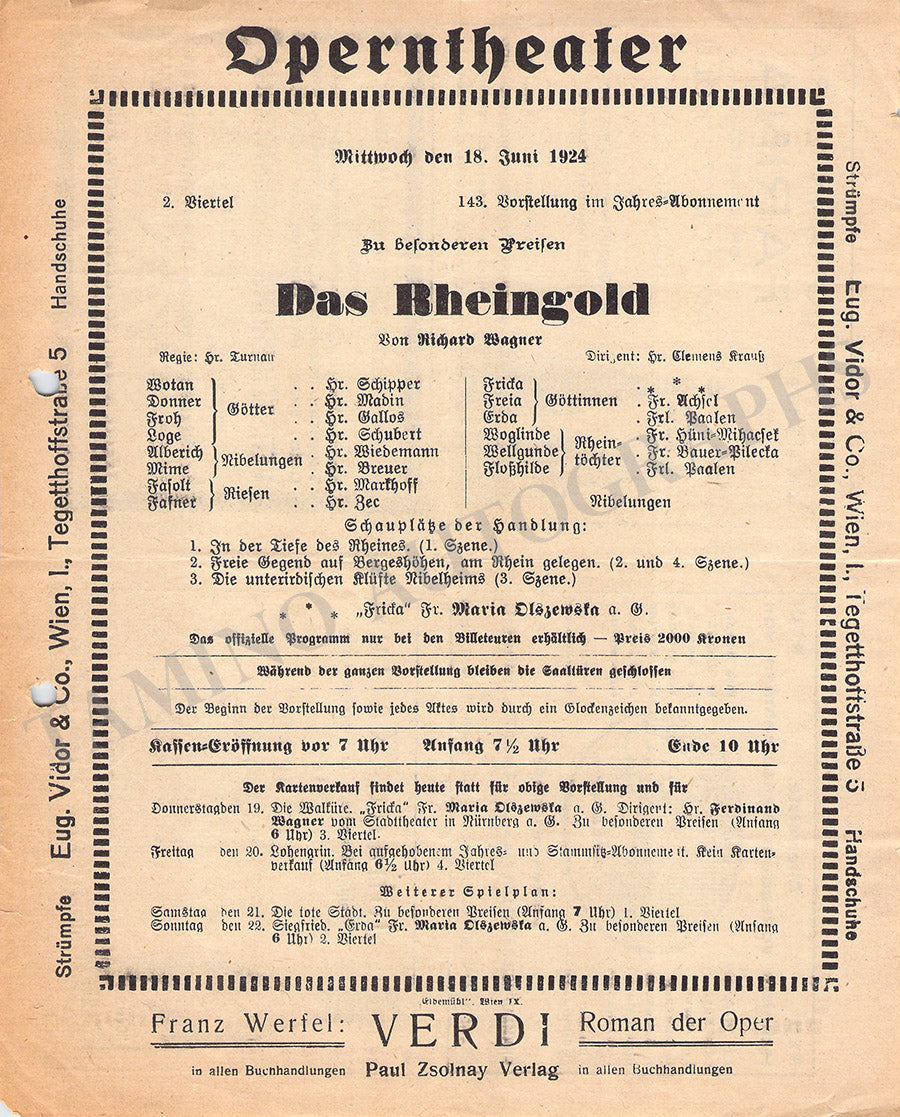 Operntheater
Mittwoch den 18. Juni 1924
2. Viertel 143. Vorstellung im Jahres-Abonnement
Zu besonderen Preisen
Das Rheingold
Von Richard Wagner
Regie: Hr. Turnau Dirigent: Hr. Clemens Krauß
Wotan } Götter . . Hr. Schipper
Donner . . Hr. Madin
Froh . . Hr. Gallos
Loge . . Hr. Schubert
Alberich } Nibelungen . Hr. Wiedemann
Mime . Hr. Breuer
Fasolt } Riesen . . Hr. Markhoff
Fafner . . Hr. Zec
Fricka } Göttinnen . * * *
Freia . Fr. Achsel
Erda . Frl. Paalen
Woglinde } Rhein-töchter . Fr. Hüni-Mihacsek
Wellgunde . Fr. Bauer-Pilecka
Floßhilde . Frl. Paalen
Nibelungen
Schauplätze der Handlung:
1. In der Tiefe des Rheines. (1. Szene.)
2. Freie Gegend auf Bergeshöhen, am Rhein gelegen. (2. und 4. Szene.)
3. Die unterirdischen Klüfte Nibelheims (3. Szene.)
* * * „Fricka“ Fr. Maria Olszewska a. G.
Das offizielle Programm nur bei den Billeteuren erhältlich — Preis 2000 Kronen
Während der ganzen Vorstellung bleiben die Saaltüren geschlossen
Der Beginn der Vorstellung sowie jedes Aktes wird durch ein Glockenzeichen bekanntgegeben.
Kassen-Eröffnung vor 7 Uhr Anfang 7½ Uhr Ende 10 Uhr
Der Kartenverkauf findet heute statt für obige Vorstellung und für
Donnerstag den 19. Die Walküre. „Fricka“ Fr. Maria Olszewska a. G. Dirigert: Hr. Ferdinand
Wagner vom Stadttheater in Nürnberg a. G. Zu besonderen Preisen (Anfang
6 Uhr) 3. Viertel
Freitag den 20. Lohengrin. Bei aufgehobenem Jahres- und Stammsitz-Abonnement. Kein Karten-
verkauf (Anfang 6½ Uhr) 4. Viertel
Weiterer Spielplan:
Samstag den 21. Die tote Stadt. Zu besonderen Preisen (Anfang 7 Uhr) 1. Viertel
Sonntag den 22. Siegfried. „Erda“ Fr. Maria Olszewska a. G. Zu besonderen Preisen (Anfang
6 Uhr) 2. Viertel
„Eldemühl“, Wien IX.
Franz Werfel: VERDI Roman der Oper
in allen Buchhandlungen Paul Zsolnay Verlag in allen Buchhandlungen
Strümpfe Eug. Vidor & Co., Wien, I., Tegetthoffstraße 5 Handschuhe
Strümpfe Eug. Vidor & Co., Wien, I., Tegetthoffstraße 5 Handschuhe
TAMINO AUTOGRAPHS